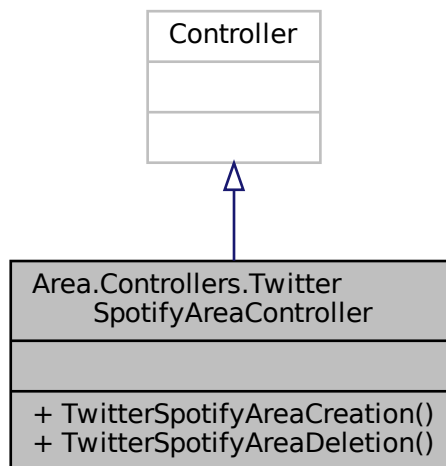 Controller
Area.Controllers.Twitter
SpotifyAreaController
+ TwitterSpotifyAreaCreation()
+ TwitterSpotifyAreaDeletion()